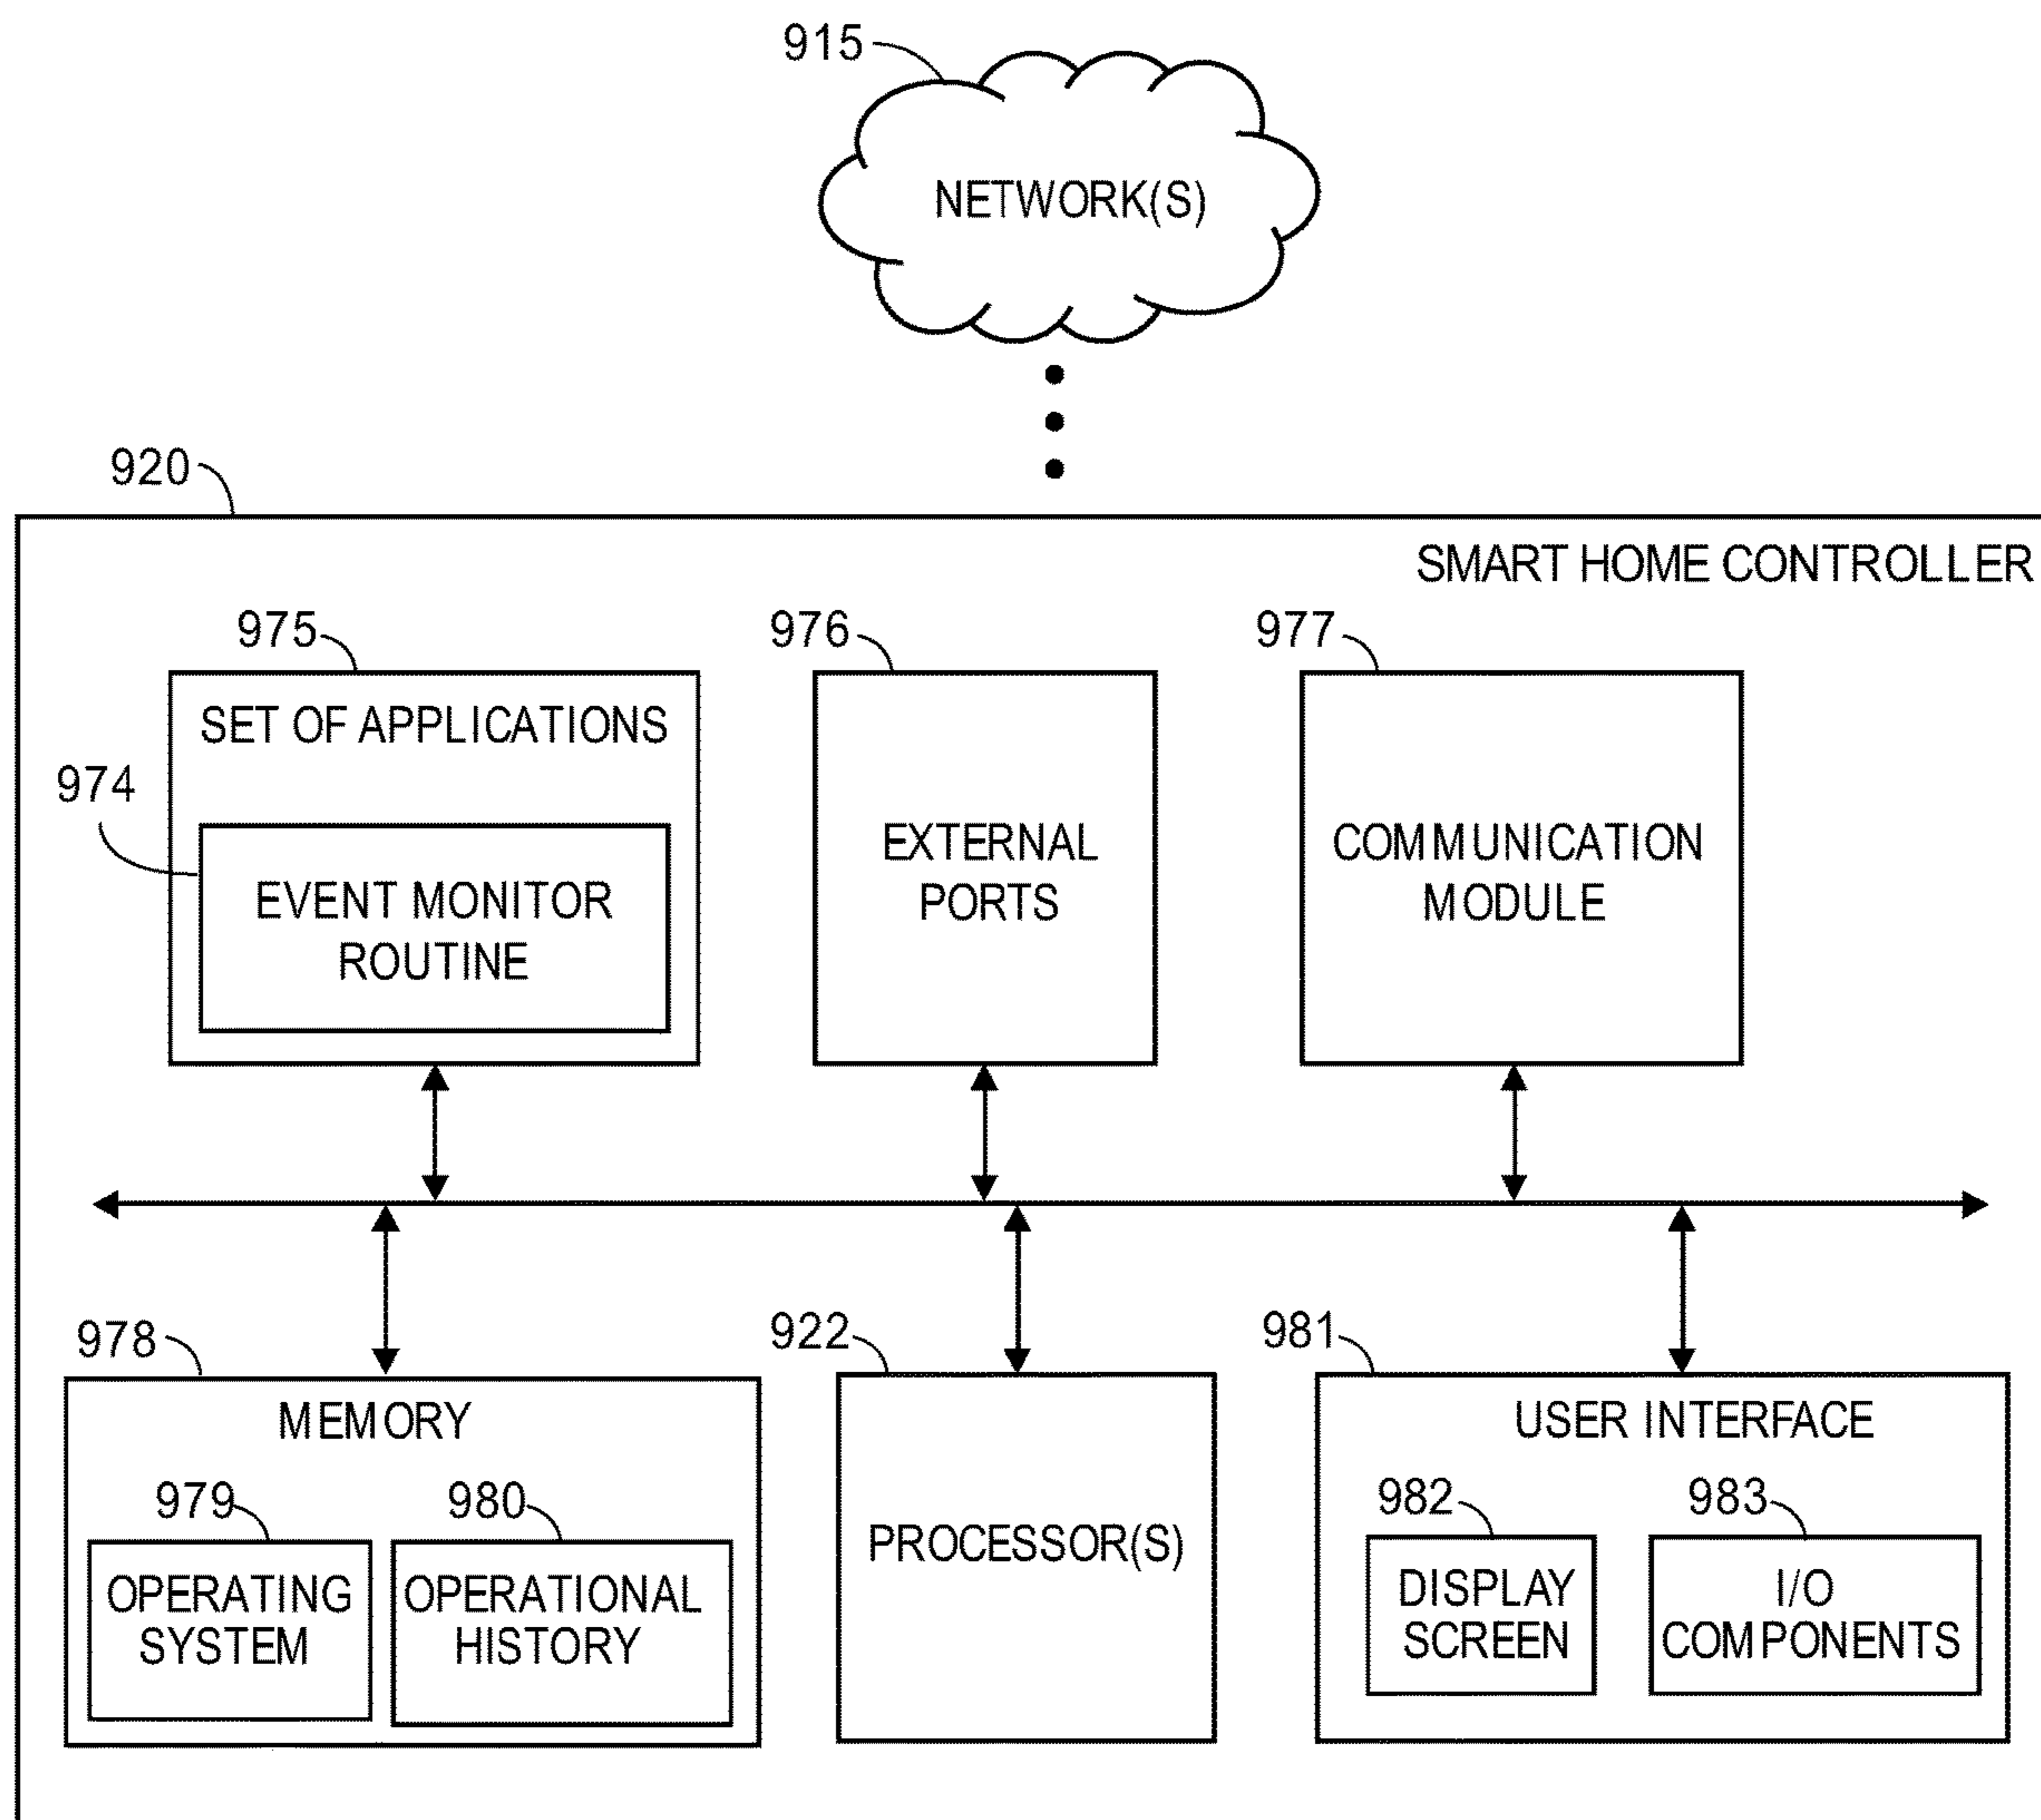 915
NETWORK(S)
920
SMART HOME CONTROLLER
975
976
977
SET OF APPLICATIONS
974
EVENT MONITOR
ROUTINE
EXTERNAL
PORTS
COMMUNICATION
MODULE
978
922
981
MEMORY
979
980
OPERATING
SYSTEM
OPERATIONAL
HISTORY
PROCESSOR(S)
USER INTERFACE
982
983
DISPLAY
SCREEN
I/O
COMPONENTS